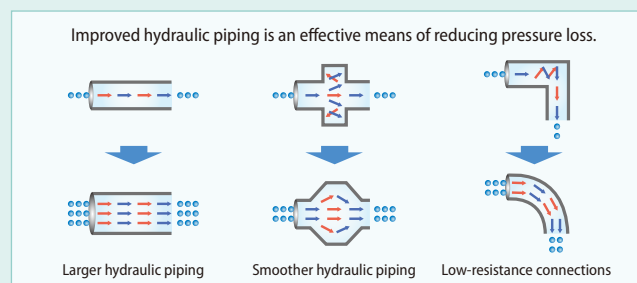 Improved hydraulic piping is an effective means of reducing pressure loss.
Larger hydraulic piping
Smoother hydraulic piping
Low-resistance connections